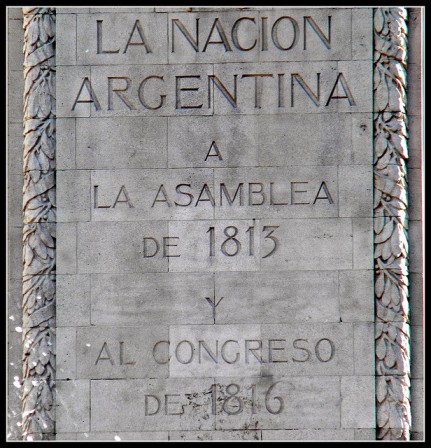 LA NACION
ARGENTINA
A
LA ASAMBLEA
DE 1813
Y
AL CONGRESO
DE 1816